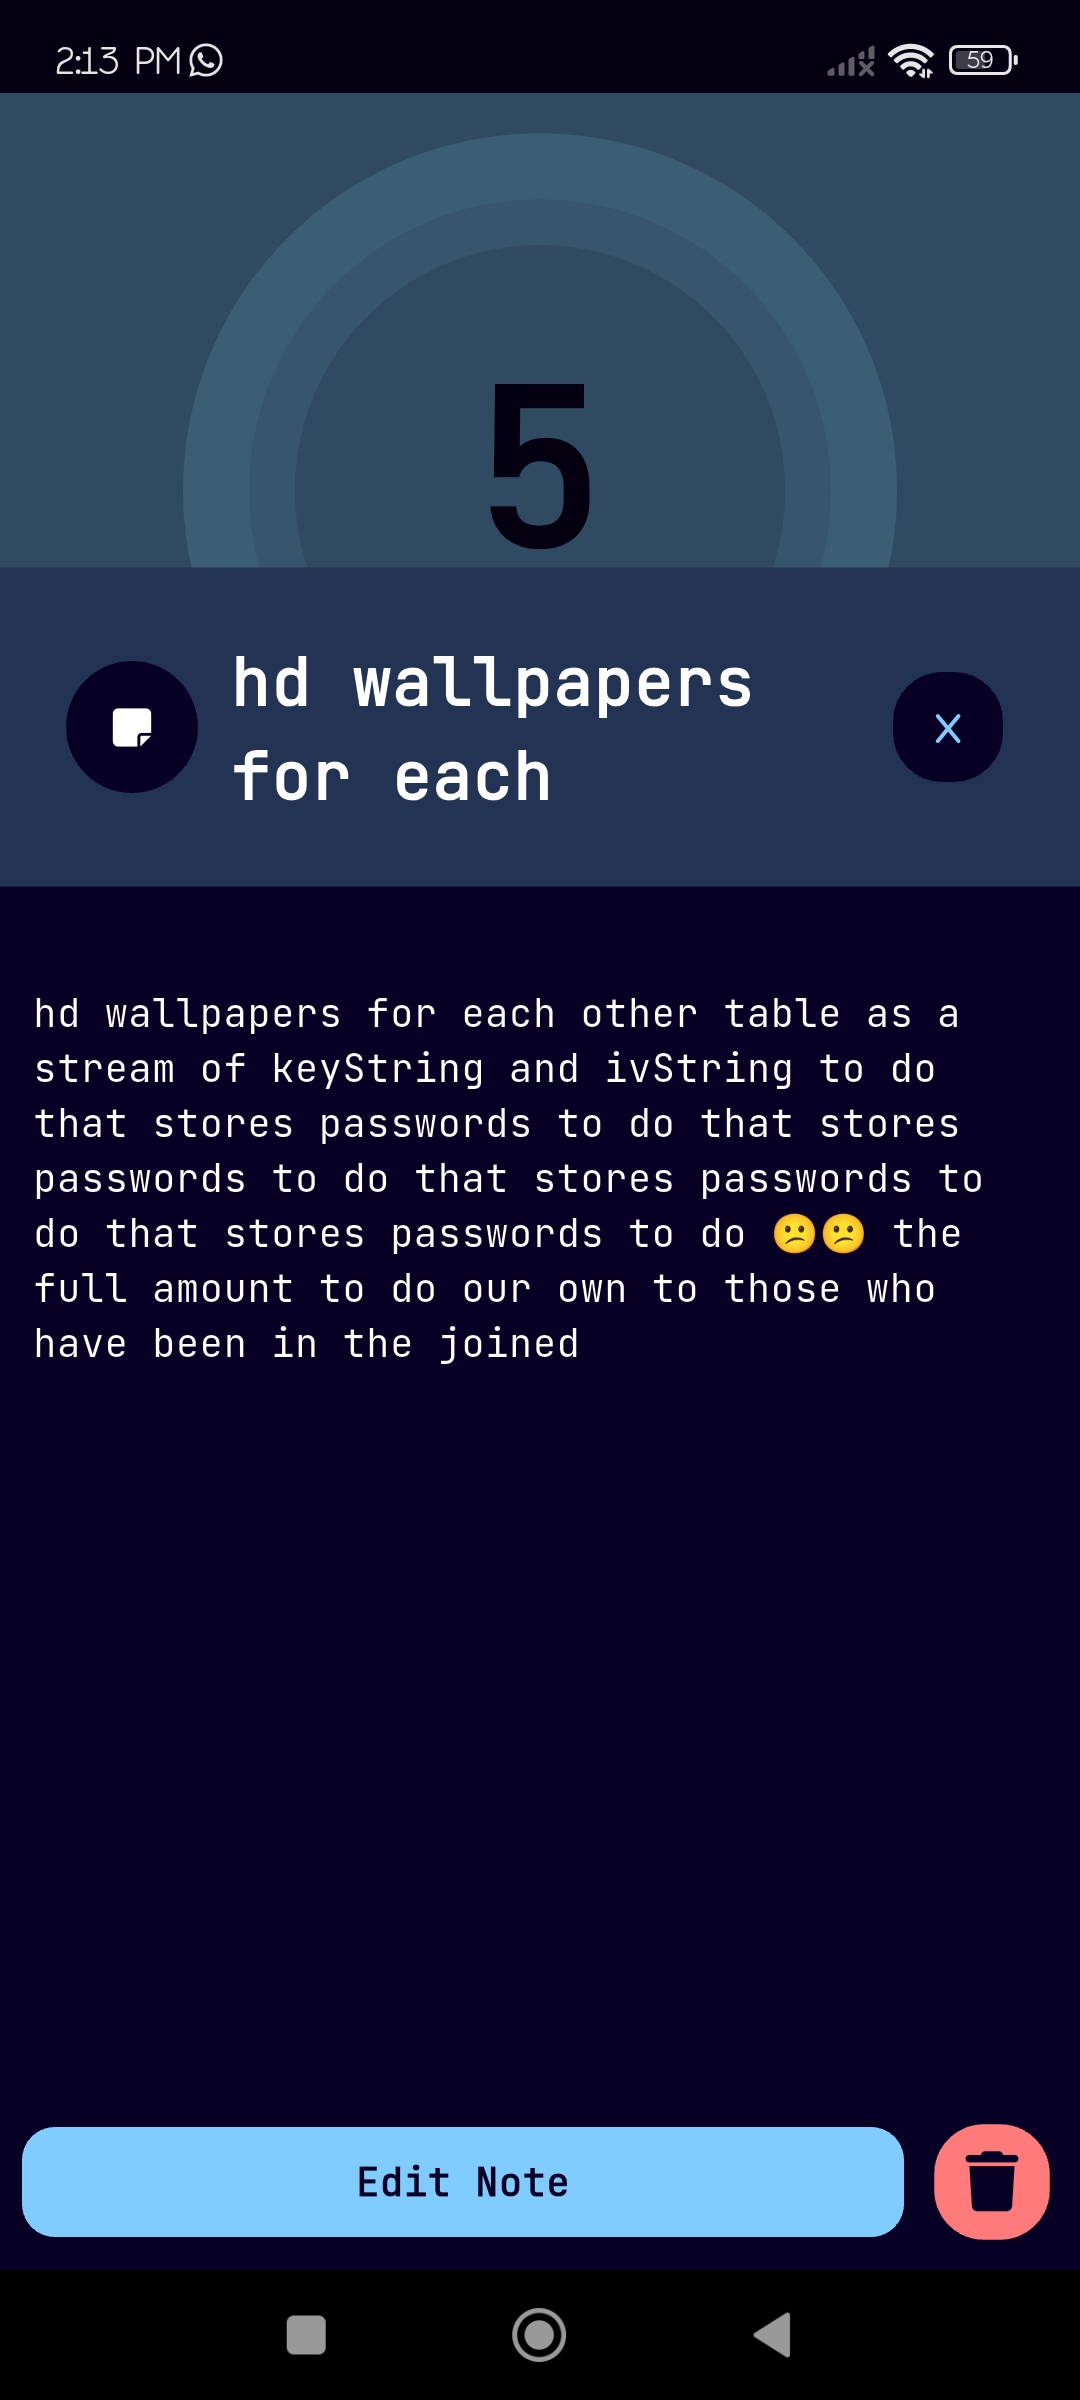 2:13 PM
59
5
hd wallpapers
for each
X
hd wallpapers for each other table as a
stream of keyString and ivString to do
that stores passwords to do that stores
passwords to do that stores passwords to
do that stores passwords to do 😕😕 the
full amount to do our own to those who
have been in the joined
Edit Note